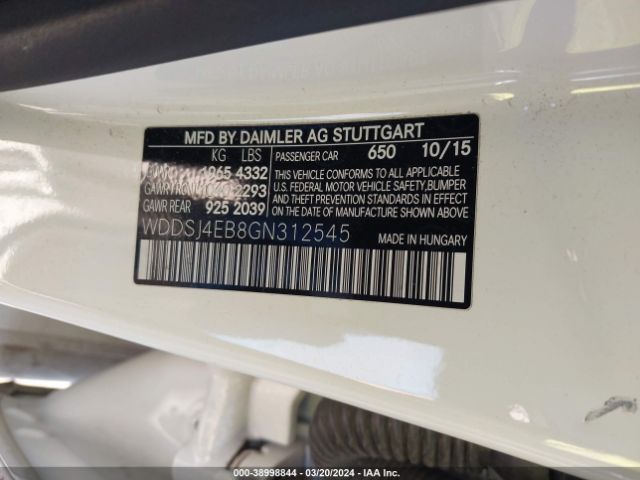 MFD BY DAIMLER AG STUTTGART
KG LBS PASSENGER CAR 650 10/15
4332 THIS VEHICLE CONFORMS TO ALL APPLICABLE
GAWR FRONT 2293 U.S. FEDERAL MOTOR VEHICLE SAFETY, BUMPER
GAWR REAR 925 2039 AND THEFT PREVENTION STANDARDS IN EFFECT
ON THE DATE OF MANUFACTURE SHOWN ABOVE
WDDSJ4EB8GN312545 MADE IN HUNGARY
000-38998844 | 03/20/2024 | IAA Inc.